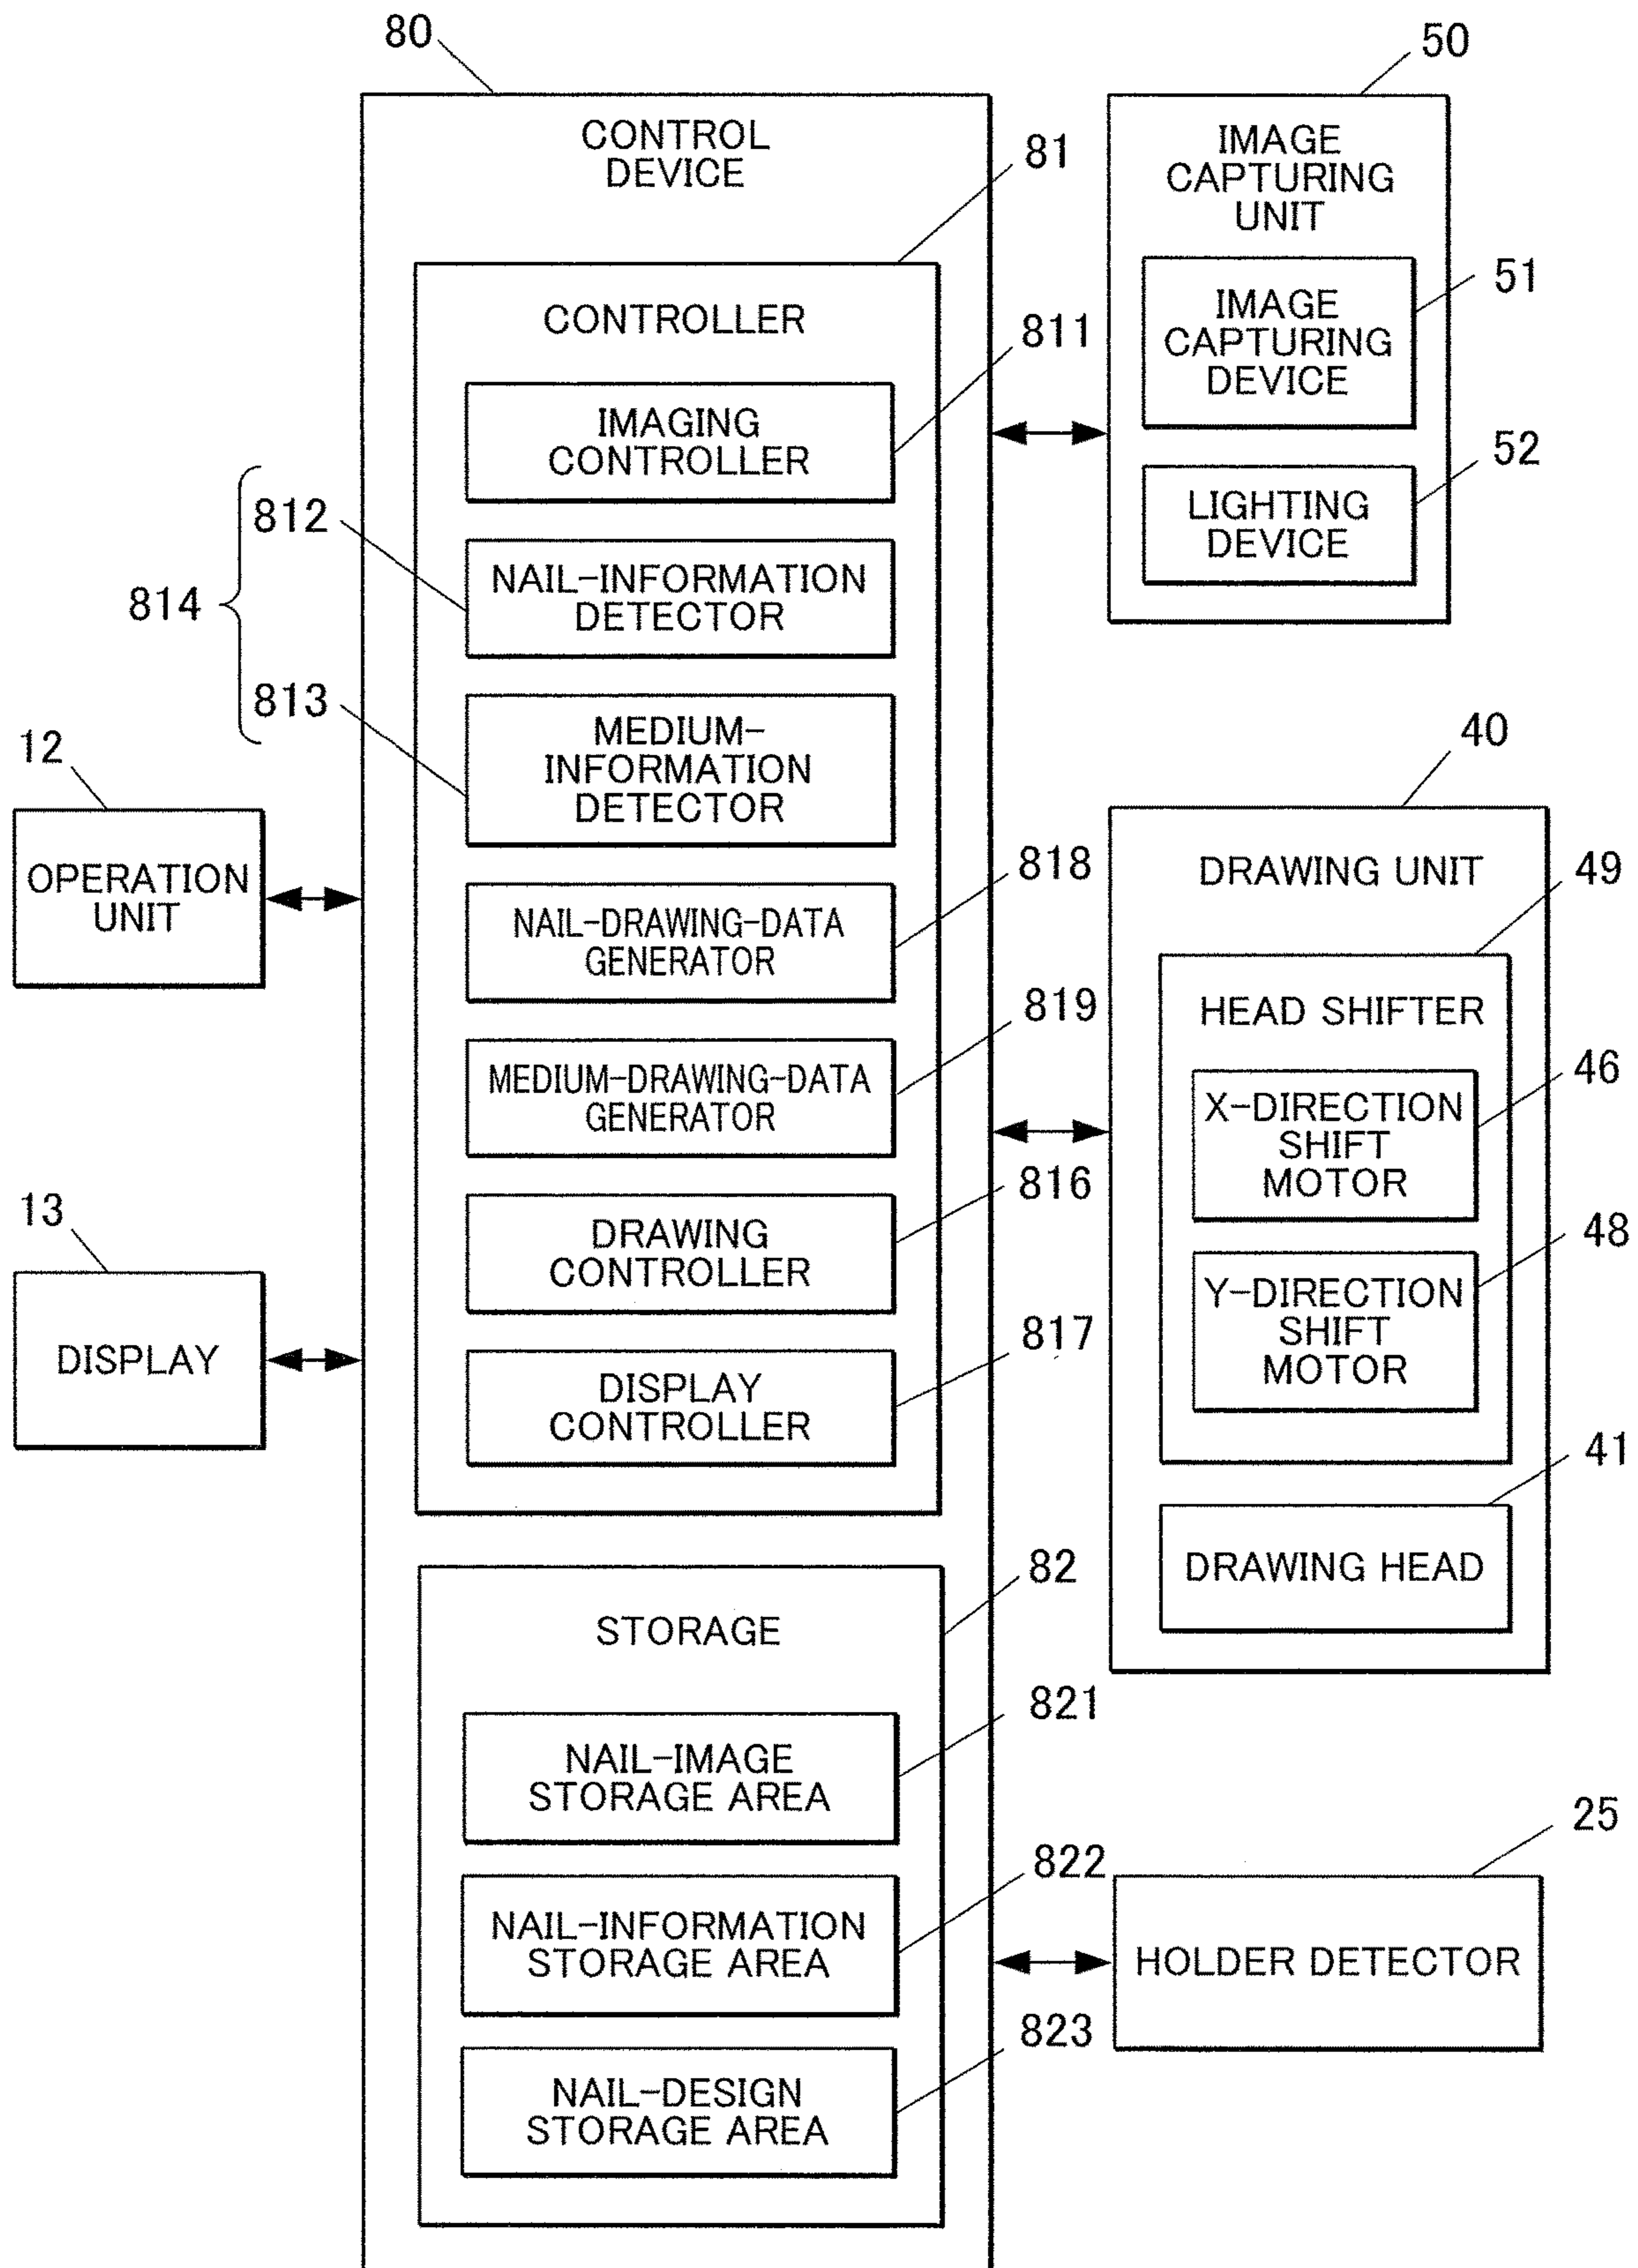 80
CONTROL
DEVICE
81
CONTROLLER
811
IMAGING
CONTROLLER
812
NAIL-INFORMATION
DETECTOR
814
813
MEDIUM-
INFORMATION
DETECTOR
818
NAIL-DRAWING-DATA
GENERATOR
819
MEDIUM-DRAWING-DATA
GENERATOR
816
DRAWING
CONTROLLER
817
DISPLAY
CONTROLLER
82
STORAGE
821
NAIL-IMAGE
STORAGE AREA
822
NAIL-INFORMATION
STORAGE AREA
823
NAIL-DESIGN
STORAGE AREA
12
OPERATION
UNIT
13
DISPLAY
50
IMAGE
CAPTURING
UNIT
51
IMAGE
CAPTURING
DEVICE
52
LIGHTING
DEVICE
40
DRAWING UNIT
49
HEAD SHIFTER
46
X-DIRECTION
SHIFT
MOTOR
48
Y-DIRECTION
SHIFT
MOTOR
41
DRAWING HEAD
25
HOLDER DETECTOR